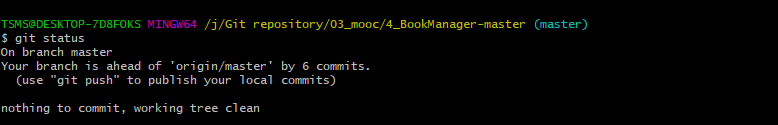 TSMS@DESKTOP-7D8FOKS MINGW64 /j/Git repository/03_mooc/4_BookManager-master (master)
$ git status
On branch master
Your branch is ahead of 'origin/master' by 6 commits.
  (use "git push" to publish your local commits)

nothing to commit, working tree clean